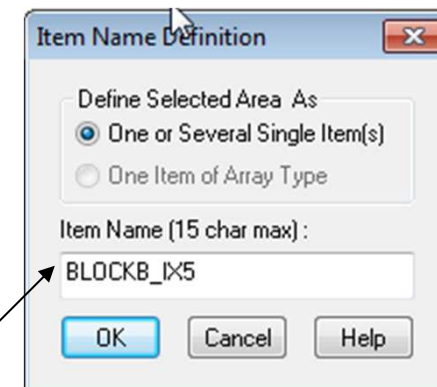 Item Name Definition
Define Selected Area As
One or Several Single Item(s)
One Item of Array Type
Item Name (15 char max) :
BLOCKB_IX5
OK Cancel Help